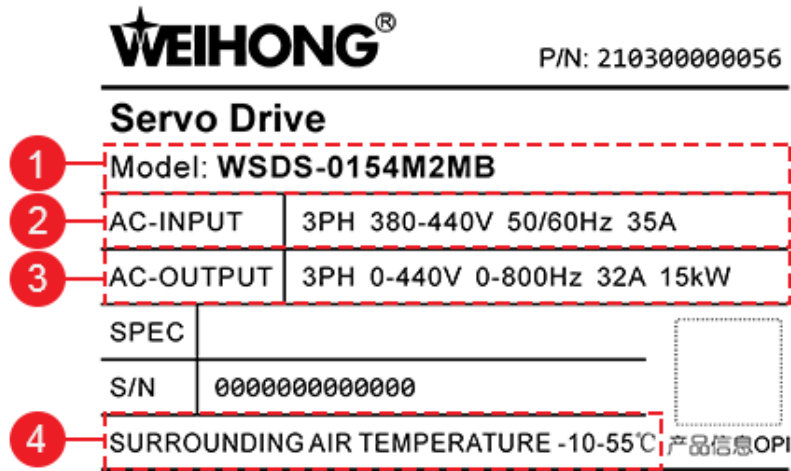 WEIHONG®
P/N: 210300000056
Servo Drive
1 Model: WSDS-0154M2MB
2 AC-INPUT 3PH 380-440V 50/60Hz 35A
3 AC-OUTPUT 3PH 0-440V 0-800Hz 32A 15kW
SPEC
S/N 0000000000000
4 SURROUNDING AIR TEMPERATURE -10-55℃ 产品信息OPI